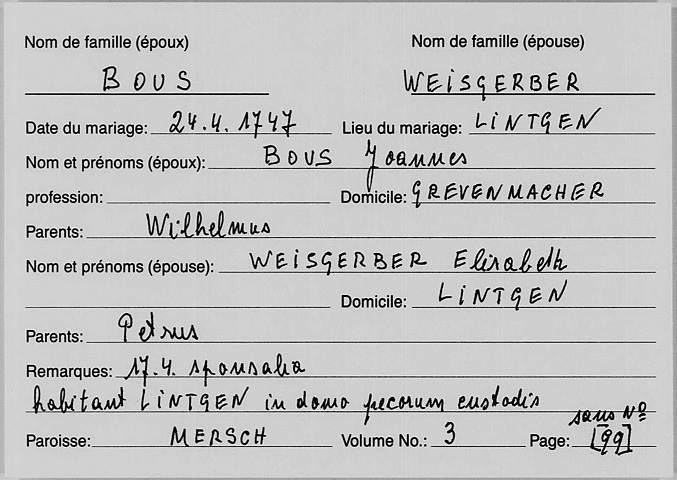 Nom de famille (époux) Nom de famille (épouse)
BOUS WEISGERBER
Date du mariage: 24.4.1747 Lieu du mariage: LINTGEN
Nom et prénoms (époux): BOUS Joannes
profession: Domicile: GREVENMACHER
Parents: Wilhelmus
Nom et prénoms (épouse): WEISGERBER Elisabeth
Domicile: LINTGEN
Parents: Petrus
Remarques: 17.4. sponsalia
habitant LINTGEN in domo pecorum custodis
sans Nº
Paroisse: MERSCH Volume No.: 3 Page: [99]